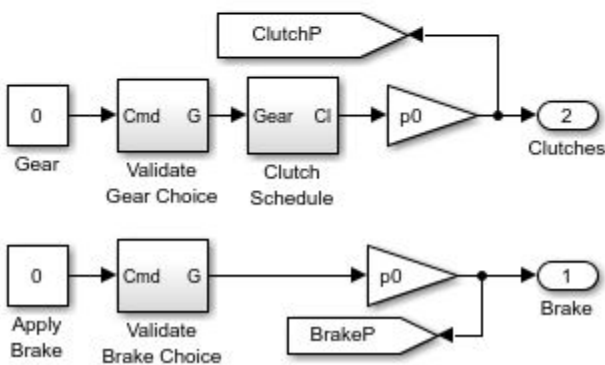 ClutchP
0
Cmd G
Gear Cl
p0
2
Gear
Validate
Gear Choice
Clutch
Schedule
Clutches
0
Cmd G
p0
1
Apply
Brake
Validate
Brake Choice
BrakeP
Brake